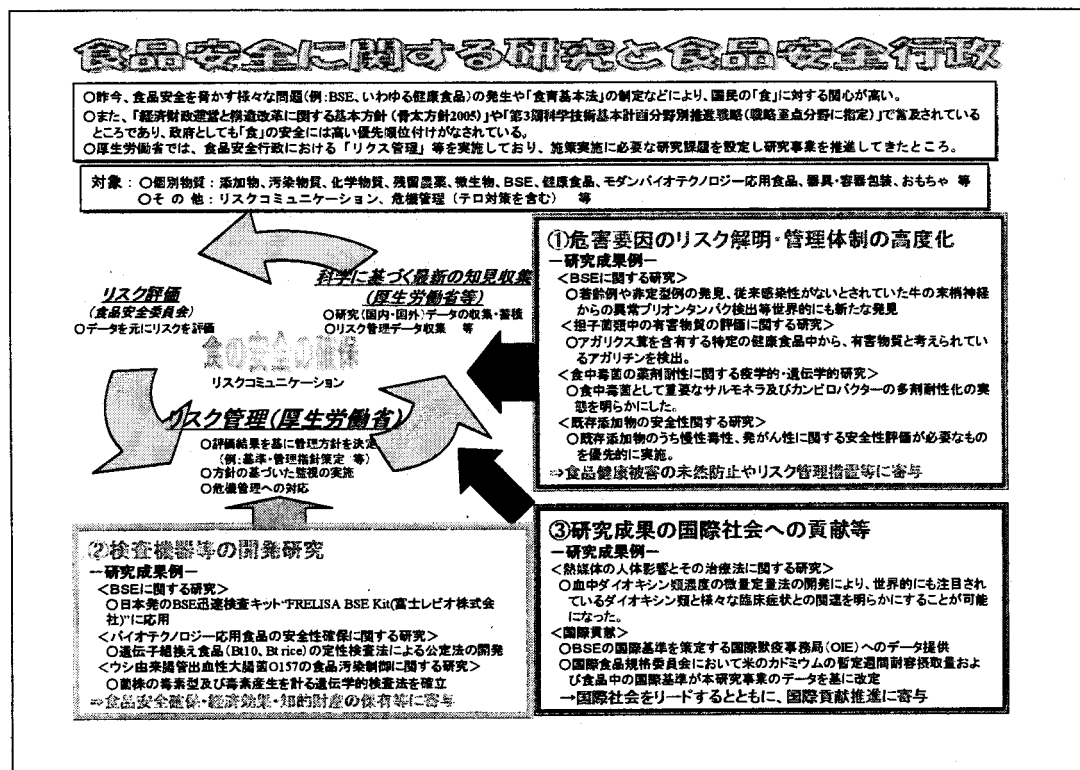 食品安全に関する研究と食品安全行政
○昨今、食品安全を脅かす様々な問題(例:BSE、いわゆる健康食品)の発生や「食育基本法」の制定などにより、国民の「食」に対する関心が高い。
○また、「経済財政運営と構造改革に関する基本方針(骨太方針2005)」や「第3期科学技術基本計画分野別推進戦略(戦略重点分野に指定)」で言及されている
ところであり、政府としても「食」の安全には高い優先順位付けがなされている。
○厚生労働省では、食品安全行政における「リクス管理」等を実施しており、施策実施に必要な研究課題を設定し研究事業を推進してきたところ。
対象:○個別物質:添加物、汚染物質、化学物質、残留農薬、微生物、BSE、健康食品、モダンバイオテクノロジー応用食品、器具・容器包装、おもちゃ 等
○その他:リスクコミュニケーション、危機管理(テロ対策を含む) 等
科学に基づく最新の知見収集
(厚生労働省等)
○研究(国内・国外)データの収集・蓄積
○リスク管理データ収集 等
リスク評価
(食品安全委員会)
○データを元にリスクを評価
食の安全の確保
リスクコミュニケーション
リスク管理(厚生労働省)
○評価結果を基に管理方針を決定
(例:基準・管理指針策定 等)
○方針の基づいた監視の実施
○危機管理への対応
①危害要因のリスク解明・管理体制の高度化
ー研究成果例ー
<BSEに関する研究>
○若齢例や非定型例の発見、従来感染性がないとされていた牛の末梢神経
からの異常プリオンタンパク検出等世界的にも新たな発見
<担子菌類中の有害物質の評価に関する研究>
○アガリクス茸を含有する特定の健康食品中から、有害物質と考えられてい
るアガリチンを検出。
<食中毒菌の薬剤耐性に関する疫学的・遺伝学的研究>
○食中毒菌として重要なサルモネラ及びカンピロバクターの多剤耐性化の実
態を明らかにした。
<既存添加物の安全性関する研究>
○既存添加物のうち慢性毒性、発がん性に関する安全性評価が必要なもの
を優先的に実施。
⇒食品健康被害の未然防止やリスク管理措置等に寄与
②検査機器等の開発研究
ー研究成果例ー
<BSEに関する研究>
○日本発のBSE迅速検査キット“FRELISA BSE Kit(富士レビオ株式会
社)”に応用
<バイオテクノロジー応用食品の安全性確保に関する研究>
○遺伝子組換え食品(Bt10、Bt rice)の定性検査法による公定法の開発
<ウシ由来腸管出血性大腸菌O157の食品汚染制御に関する研究>
○菌株の毒素型及び毒素産生を計る遺伝学的検査法を確立
⇒食品安全確保・経済効果・知的財産の保有等に寄与
③研究成果の国際社会への貢献等
ー研究成果例ー
<熱媒体の人体影響とその治療法に関する研究>
○血中ダイオキシン類濃度の微量定量法の開発により、世界的にも注目され
ているダイオキシン類と様々な臨床症状との関連を明らかにすることが可能
になった。
<国際貢献>
○BSEの国際基準を策定する国際獣疫事務局(OIE)へのデータ提供
○国際食品規格委員会において米のカドミウムの暫定週間耐容摂取量およ
び食品中の国際基準が本研究事業のデータを基に改定
→国際社会をリードするとともに、国際貢献推進に寄与